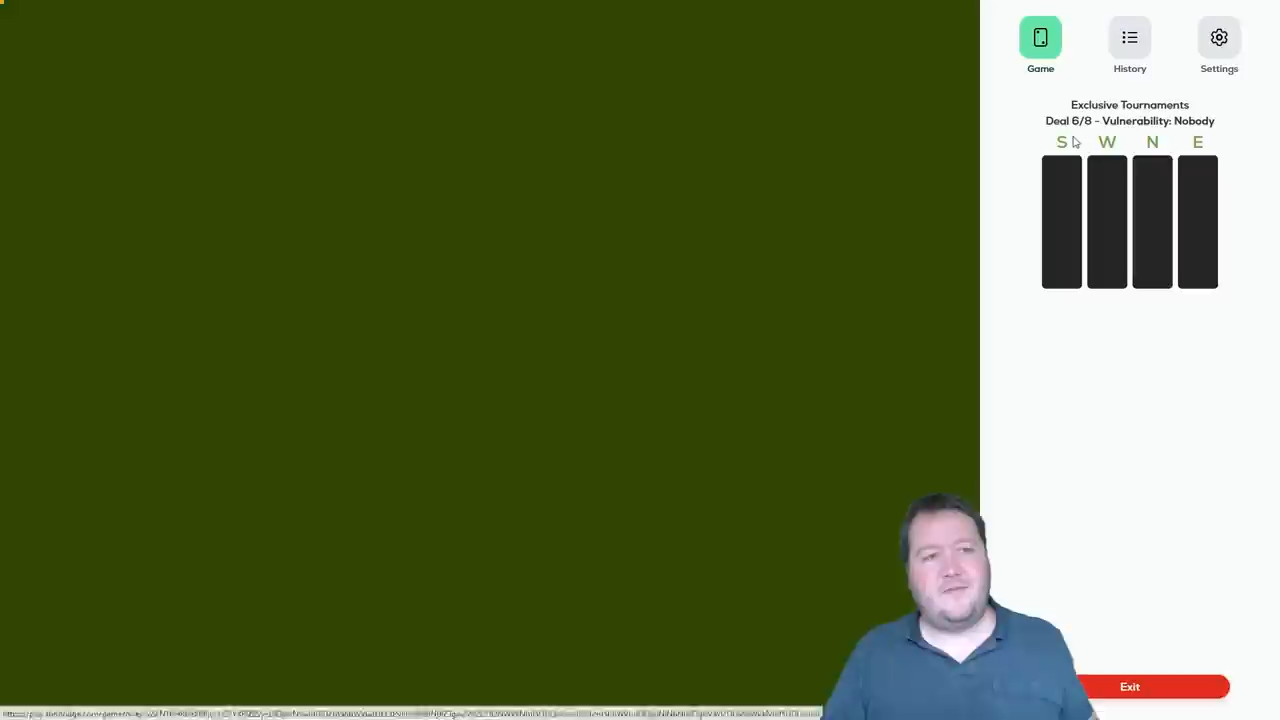 Game
History
Settings
Exclusive Tournaments
Deal 6/8 - Vulnerability: Nobody
S W N E
Exit